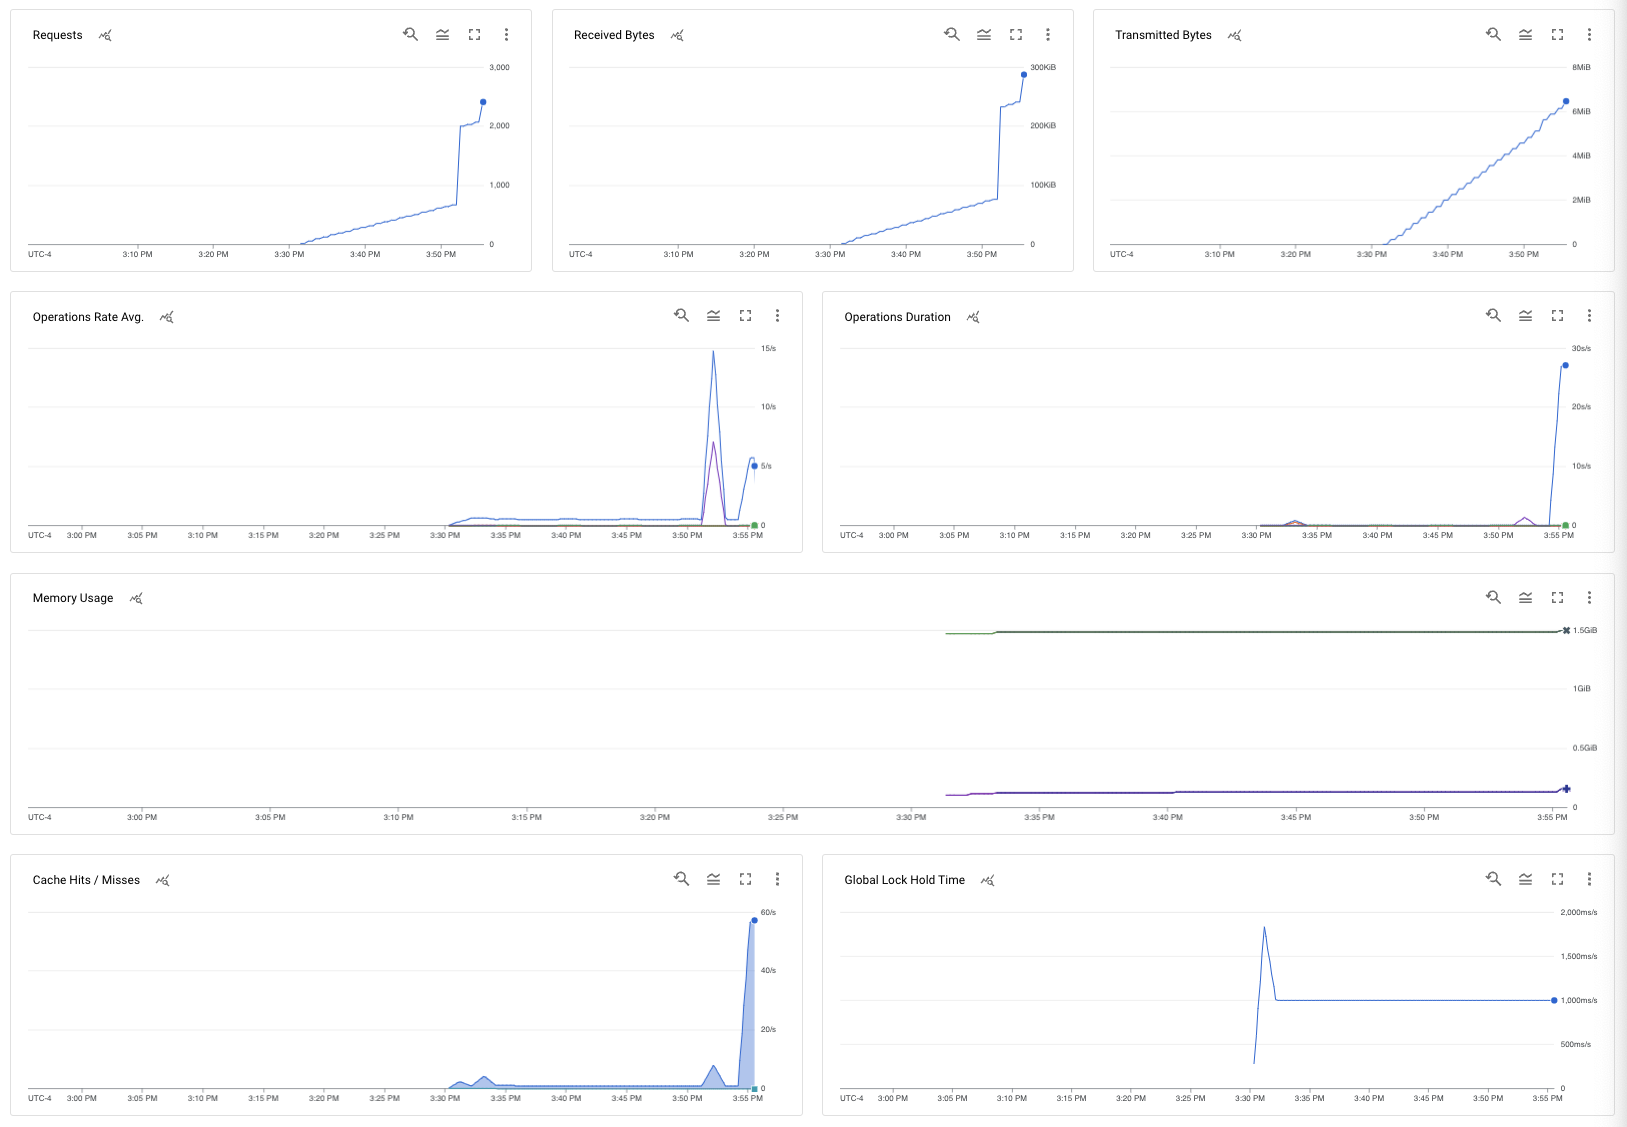 Requests
3,000
2,000
1,000
0
UTC-4 3:10 PM 3:20 PM 3:30 PM 3:40 PM 3:50 PM
Received Bytes
300KiB
200KiB
100KiB
0
UTC-4 3:10 PM 3:20 PM 3:30 PM 3:40 PM 3:50 PM
Transmitted Bytes
8MiB
6MiB
4MiB
2MiB
0
UTC-4 3:10 PM 3:20 PM 3:30 PM 3:40 PM 3:50 PM
Operations Rate Avg.
15/s
10/s
5/s
0
UTC-4 3:00 PM 3:05 PM 3:10 PM 3:15 PM 3:20 PM 3:25 PM 3:30 PM 3:35 PM 3:40 PM 3:45 PM 3:50 PM 3:55 PM
Operations Duration
30s/s
20s/s
10s/s
0
UTC-4 3:00 PM 3:05 PM 3:10 PM 3:15 PM 3:20 PM 3:25 PM 3:30 PM 3:35 PM 3:40 PM 3:45 PM 3:50 PM 3:55 PM
Memory Usage
1.5GiB
1GiB
0.5GiB
0
UTC-4 3:00 PM 3:05 PM 3:10 PM 3:15 PM 3:20 PM 3:25 PM 3:30 PM 3:35 PM 3:40 PM 3:45 PM 3:50 PM 3:55 PM
Cache Hits / Misses
60/s
40/s
20/s
0
UTC-4 3:00 PM 3:05 PM 3:10 PM 3:15 PM 3:20 PM 3:25 PM 3:30 PM 3:35 PM 3:40 PM 3:45 PM 3:50 PM 3:55 PM
Global Lock Hold Time
2,000ms/s
1,500ms/s
1,000ms/s
500ms/s
0
UTC-4 3:00 PM 3:05 PM 3:10 PM 3:15 PM 3:20 PM 3:25 PM 3:30 PM 3:35 PM 3:40 PM 3:45 PM 3:50 PM 3:55 PM